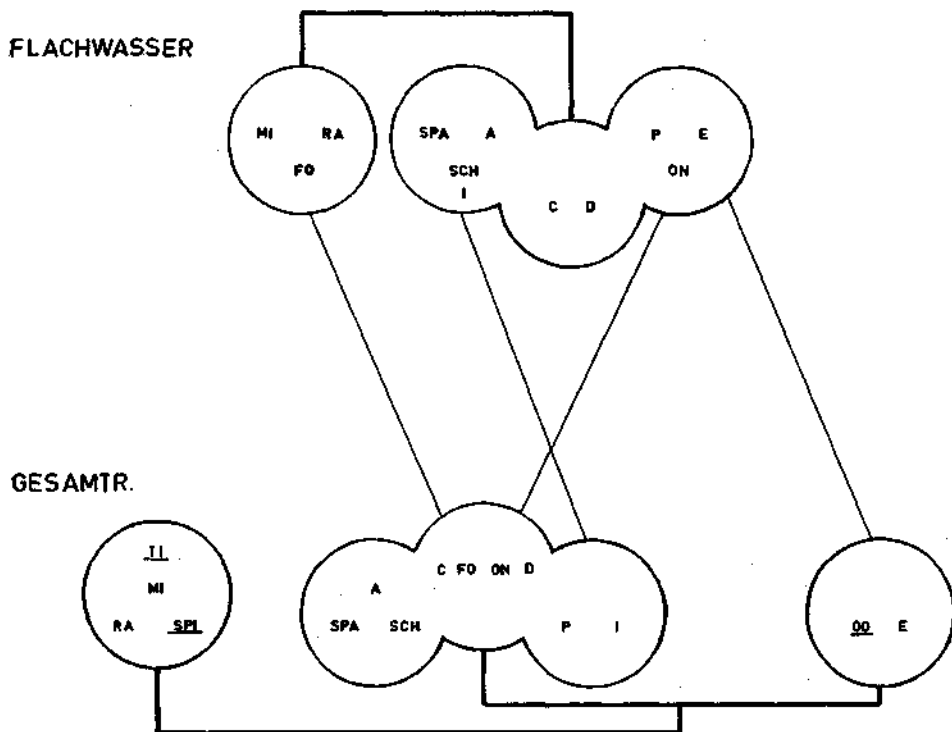 FLACHWASSER
MI RA
FO
SPA A
SCH
I
C D
P E
ON
GESAMTR.
TI
MI
RA SPI
A
SPA SCH
C FO ON D
P I
OO E